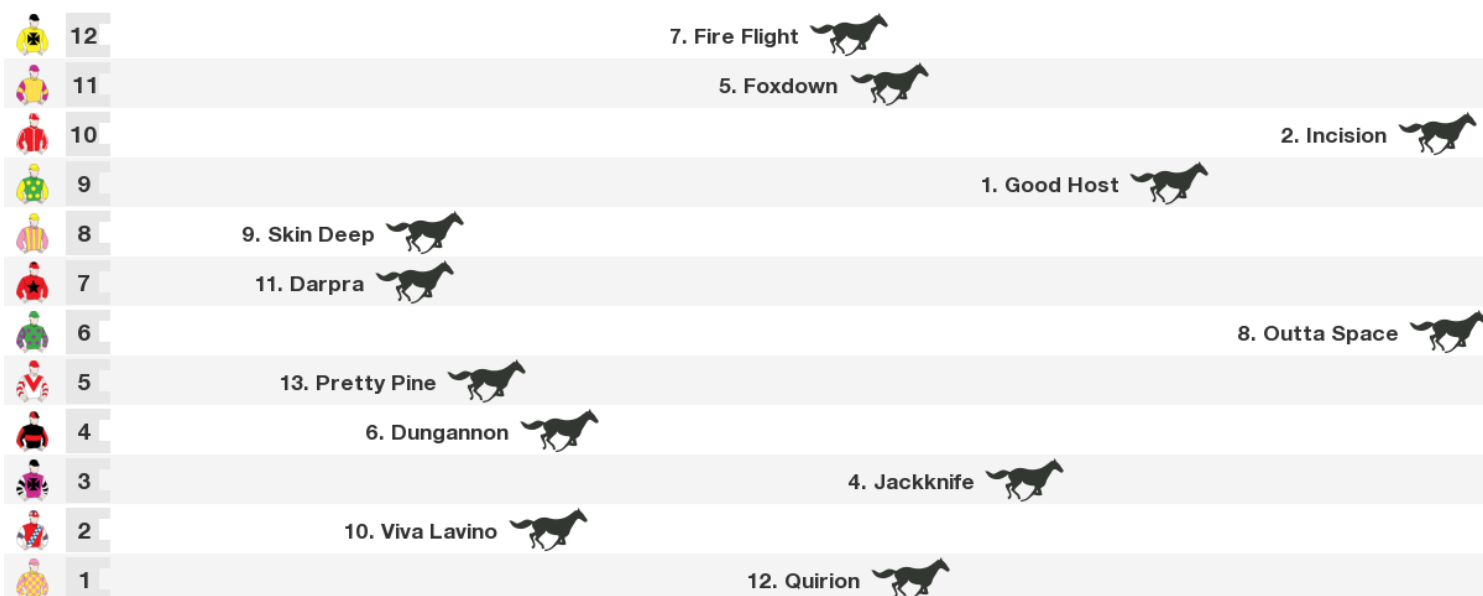 12 7. Fire Flight
11 5. Foxdown
10 2. Incision
9 1. Good Host
8 9. Skin Deep
7 11. Darpra
6 8. Outta Space
5 13. Pretty Pine
4 6. Dungannon
3 4. Jackknife
2 10. Viva Lavino
1 12. Quirion